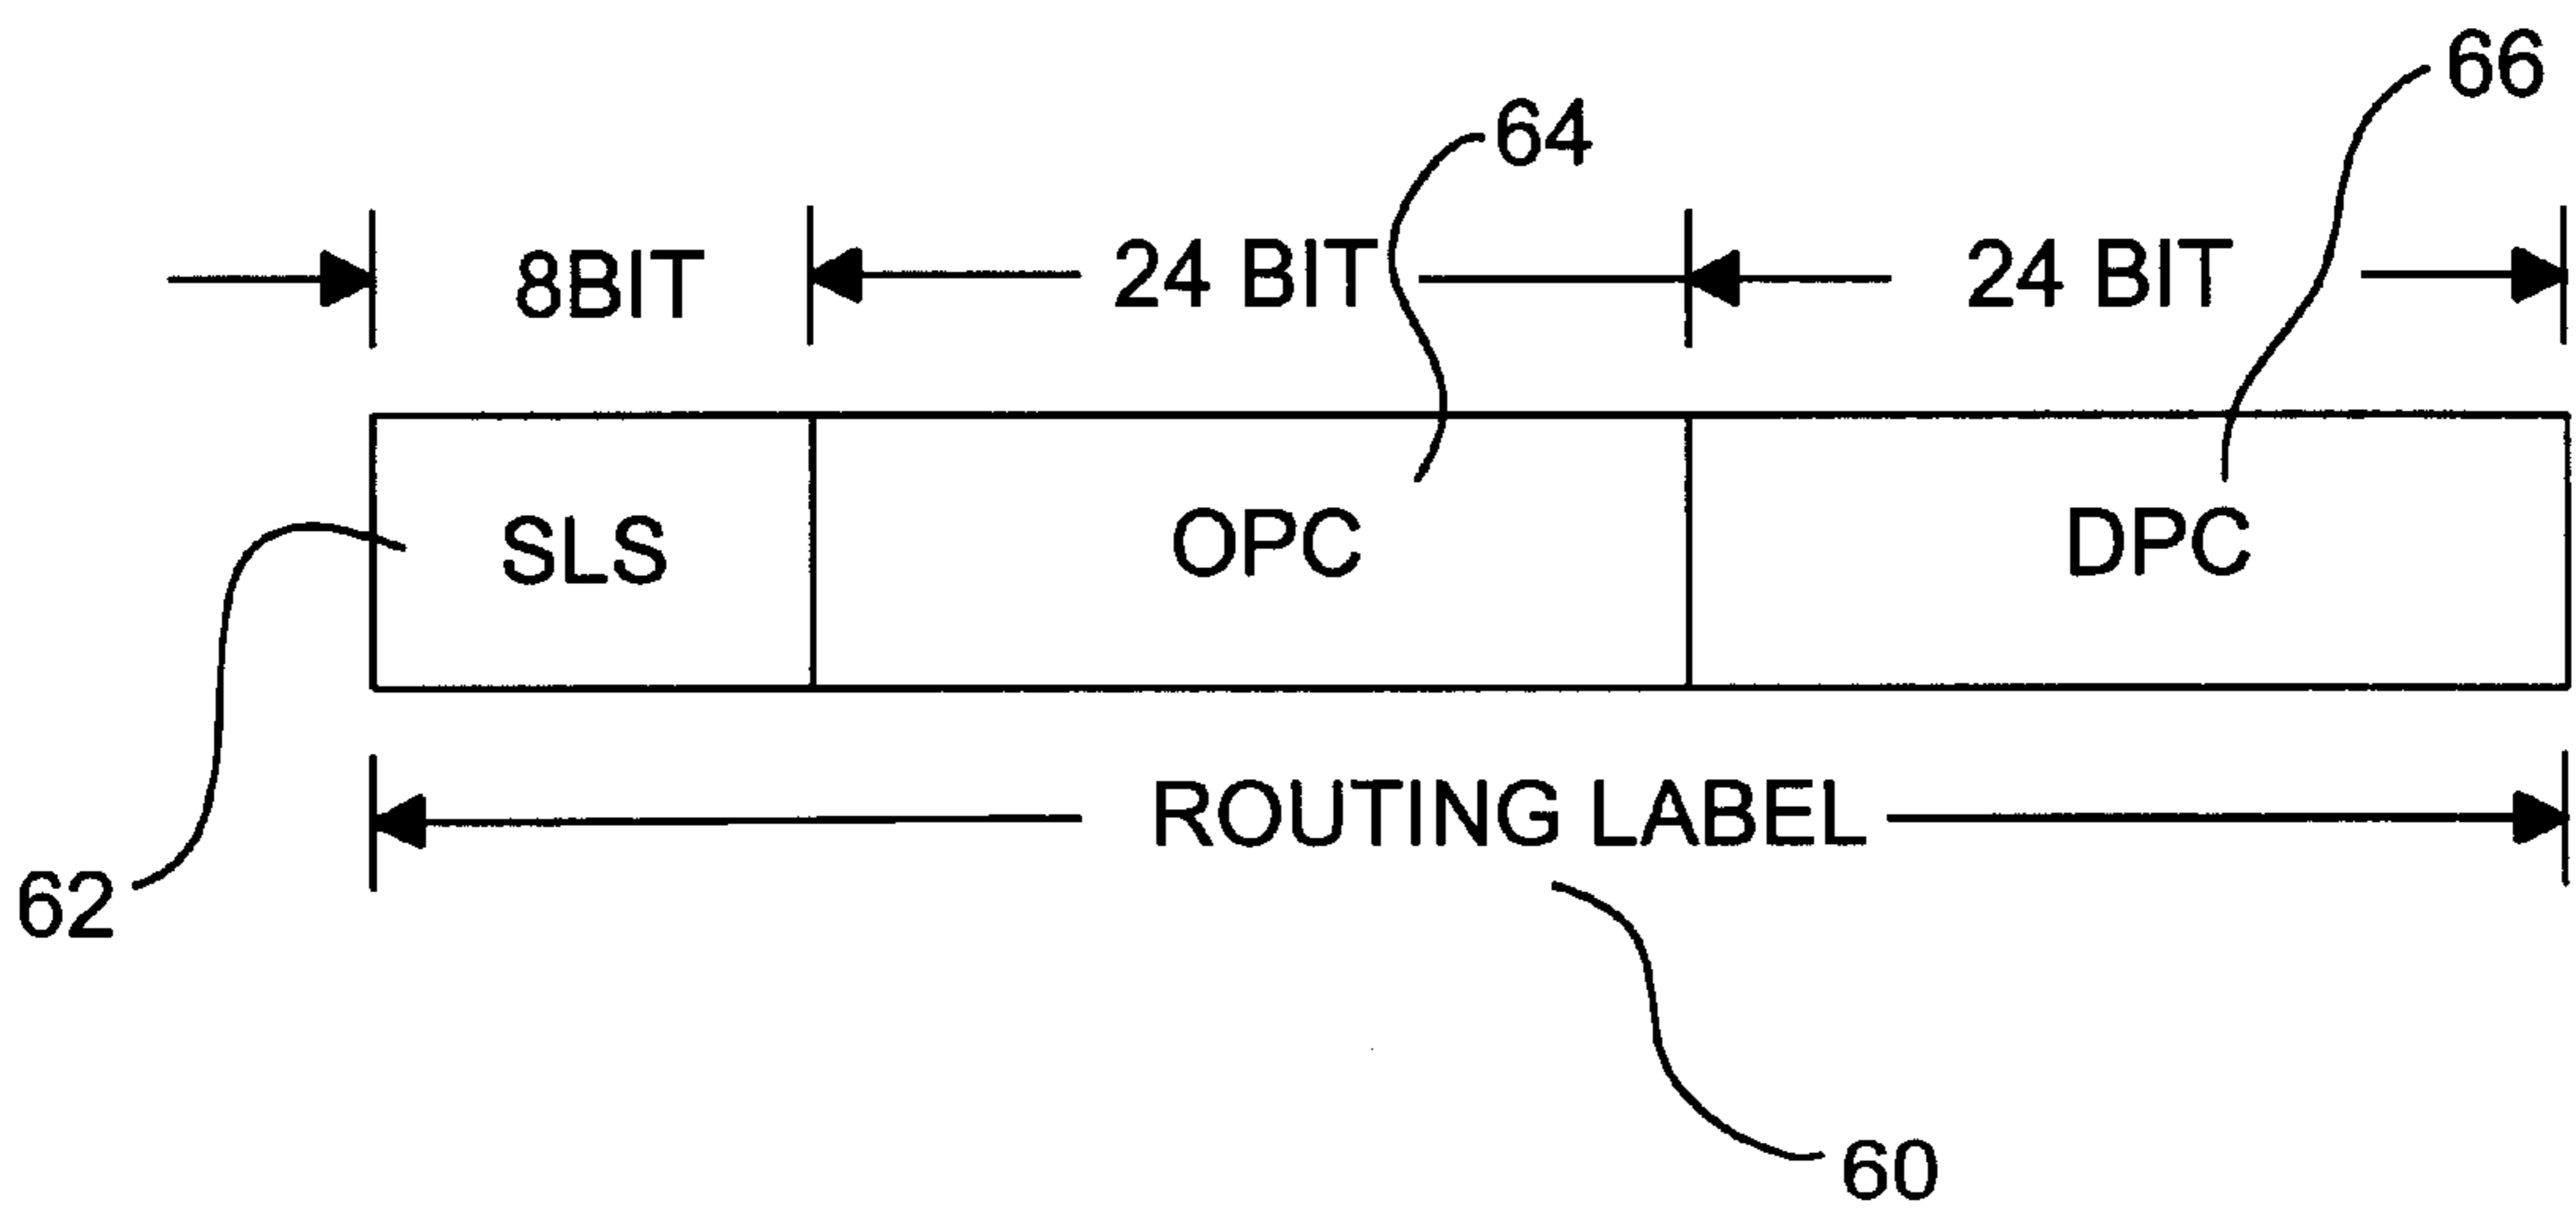 66
64
8BIT 24 BIT 24 BIT
SLS OPC DPC
ROUTING LABEL
62
60